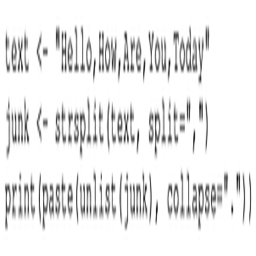 text <- "Hello,How,Are,You,Today"
junk <- strsplit(text, split=",")
print(paste(unlist(junk), collapse="."))